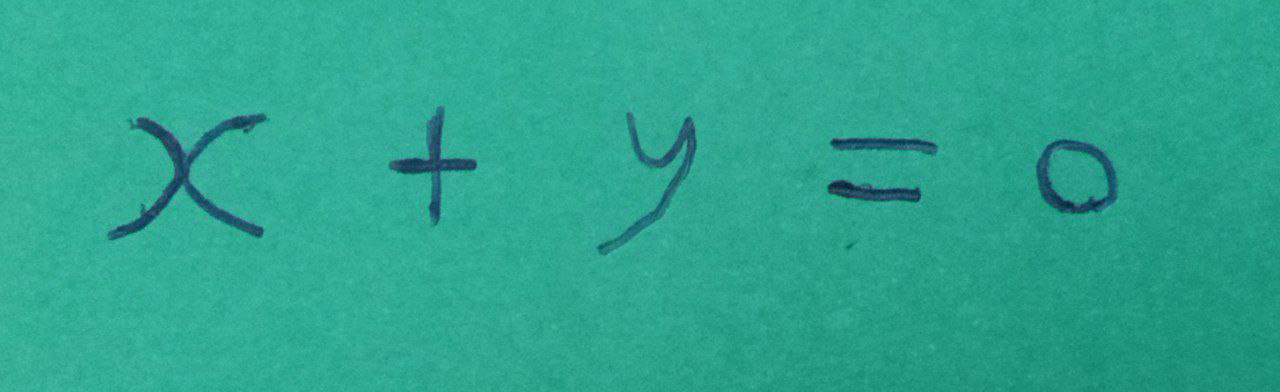 x + y = 0